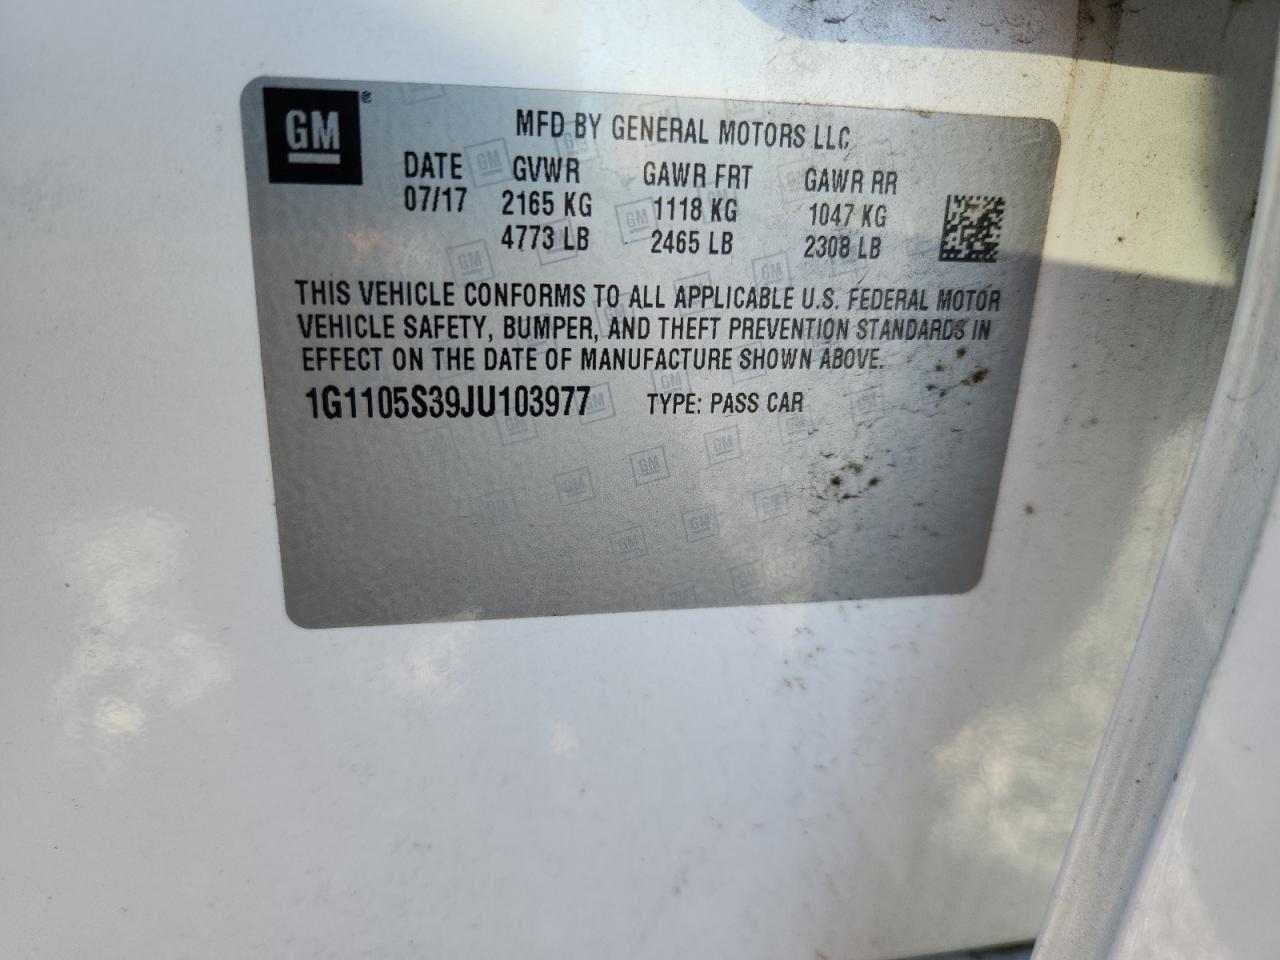 GM®
MFD BY GENERAL MOTORS LLC
DATE GVWR GAWR FRT GAWR RR
07/17 2165 KG 1118 KG 1047 KG
4773 LB 2465 LB 2308 LB
THIS VEHICLE CONFORMS TO ALL APPLICABLE U.S. FEDERAL MOTOR
VEHICLE SAFETY, BUMPER, AND THEFT PREVENTION STANDARDS IN
EFFECT ON THE DATE OF MANUFACTURE SHOWN ABOVE.
1G1105S39JU103977 TYPE: PASS CAR